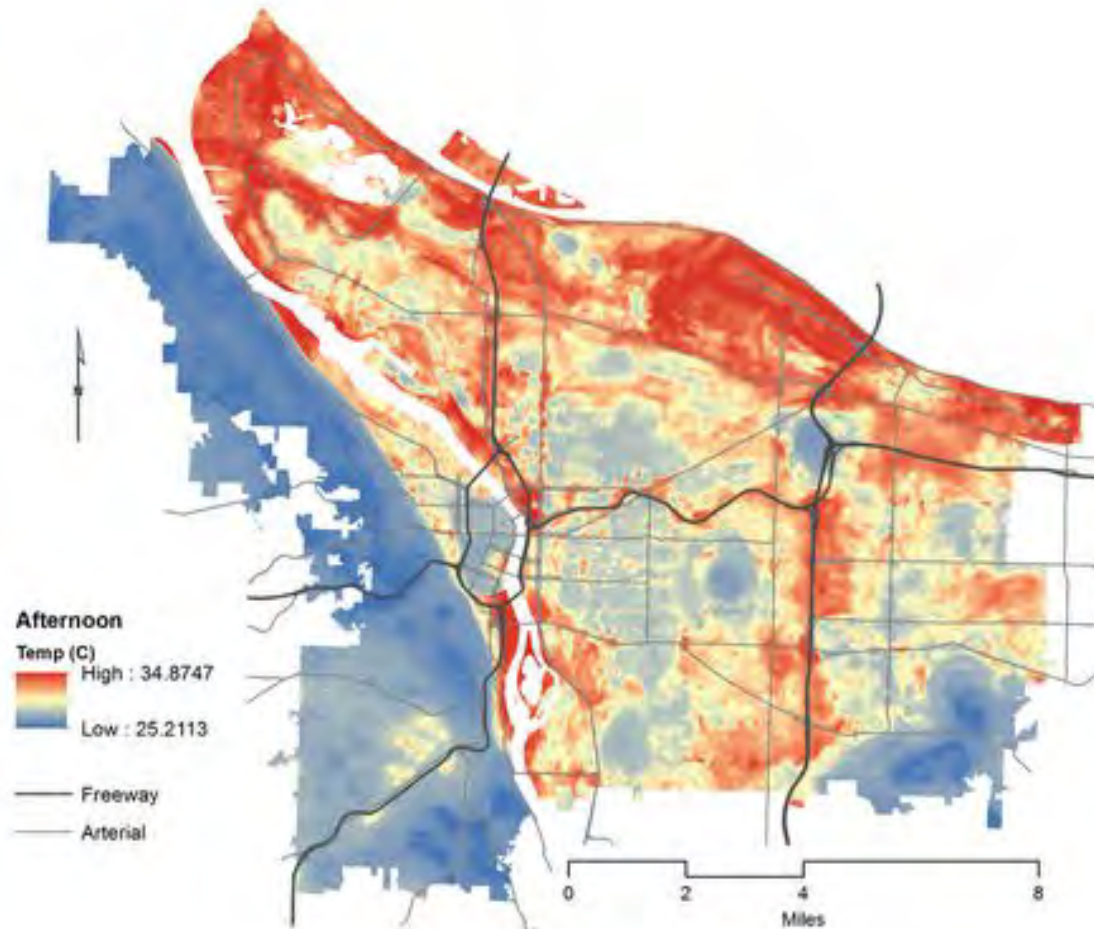 Afternoon
Temp (C)
High : 34.8747
Low : 25.2113
Freeway
Arterial
N
0 2 4 8
Miles